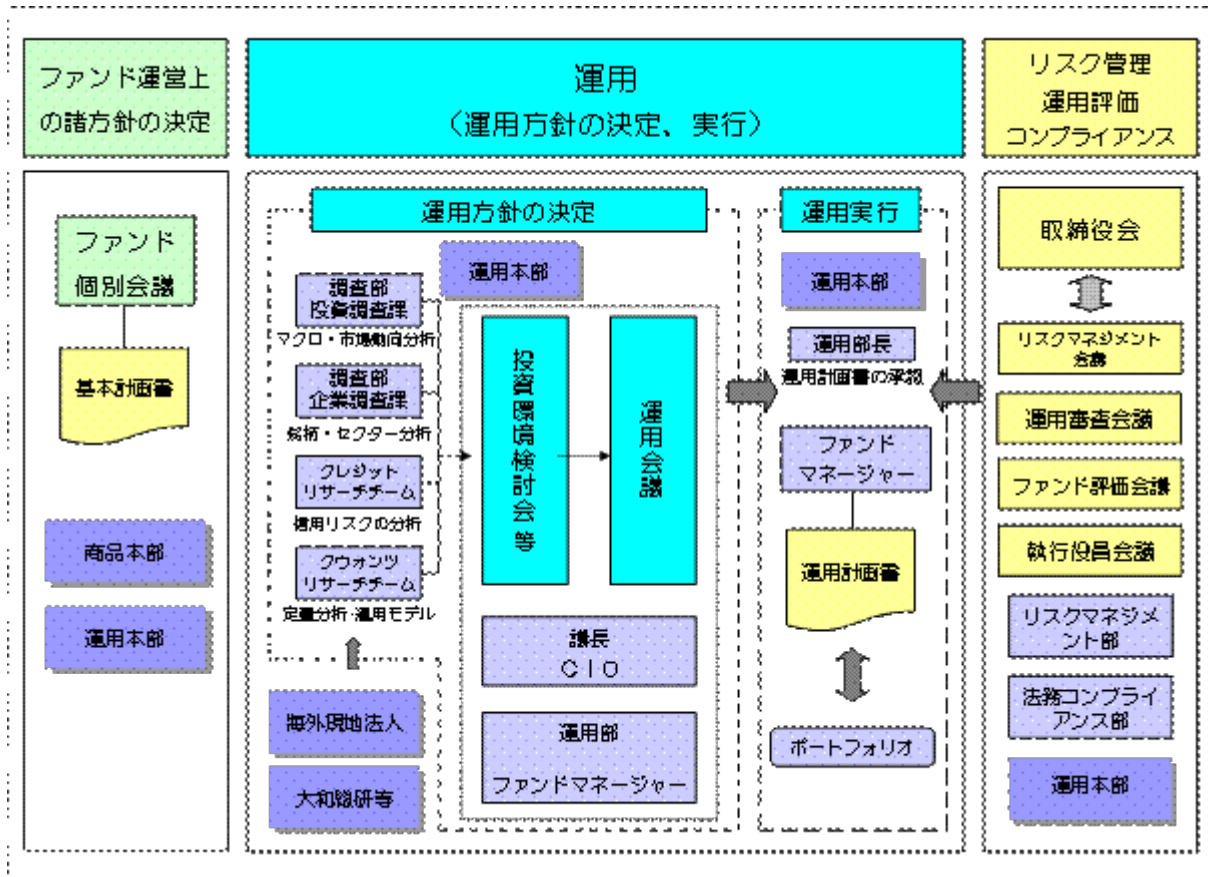 ファンド運営上
の諸方針の決定
運用
（運用方針の決定、実行）
リスク管理
運用評価
コンプライアンス
ファンド
個別会議
基本計画書
商品本部
運用本部
運用方針の決定
運用本部
調査部
投資調査課
マクロ・市場動向分析
調査部
企業調査課
銘柄・セクター分析
クレジット
リサーチチーム
信用リスクの分析
クウォンツ
リサーチチーム
定量分析・運用モデル
海外現地法人
大和総研等
投資環境検討会等
運用会議
議長
ＣＩＯ
運用部
ファンドマネージャー
運用実行
運用本部
運用部長
運用計画書の承認
ファンド
マネージャー
運用計画書
ポートフォリオ
取締役会
リスクマネジメント
会議
運用審査会議
ファンド評価会議
執行役員会議
リスクマネジメ
ント部
法務コンプライ
アンス部
運用本部